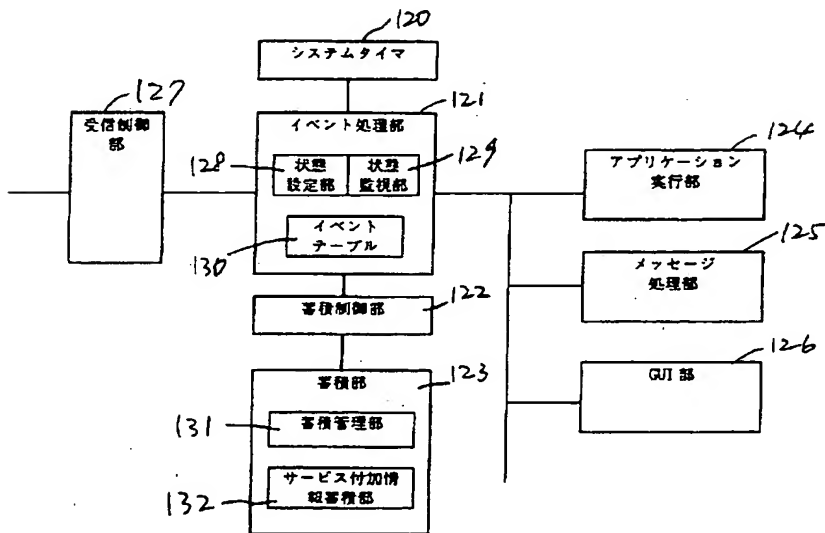 120
システムタイマ
127
受信制御
部
121
イベント処理部
128
状態
設定部
状態
監視部
129
イベント
テーブル
130
124
アプリケーション
実行部
125
メッセージ
処理部
122
蓄積制御部
126
GUI部
123
蓄積部
131
蓄積管理部
サービス付加情
報蓄積部
132